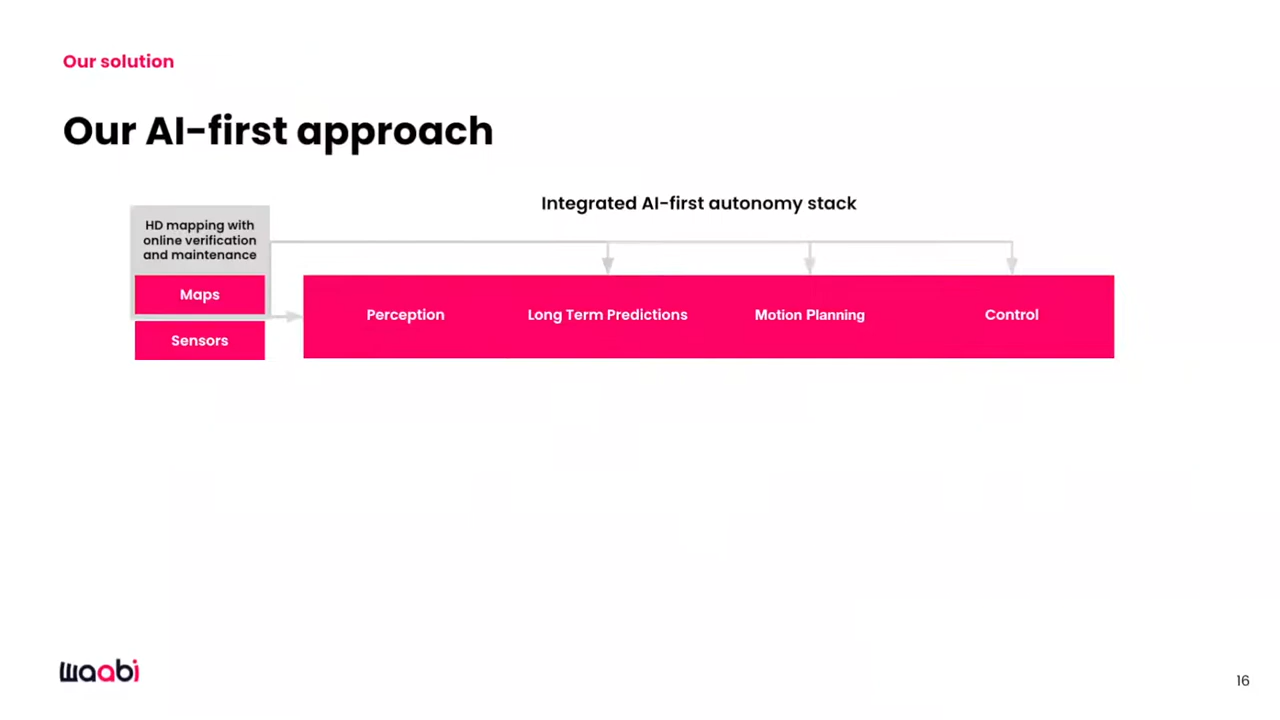 Our solution
Our AI-first approach
Integrated AI-first autonomy stack
HD mapping with
online verification
and maintenance
Maps
Sensors
Perception
Long Term Predictions
Motion Planning
Control
waabi
16